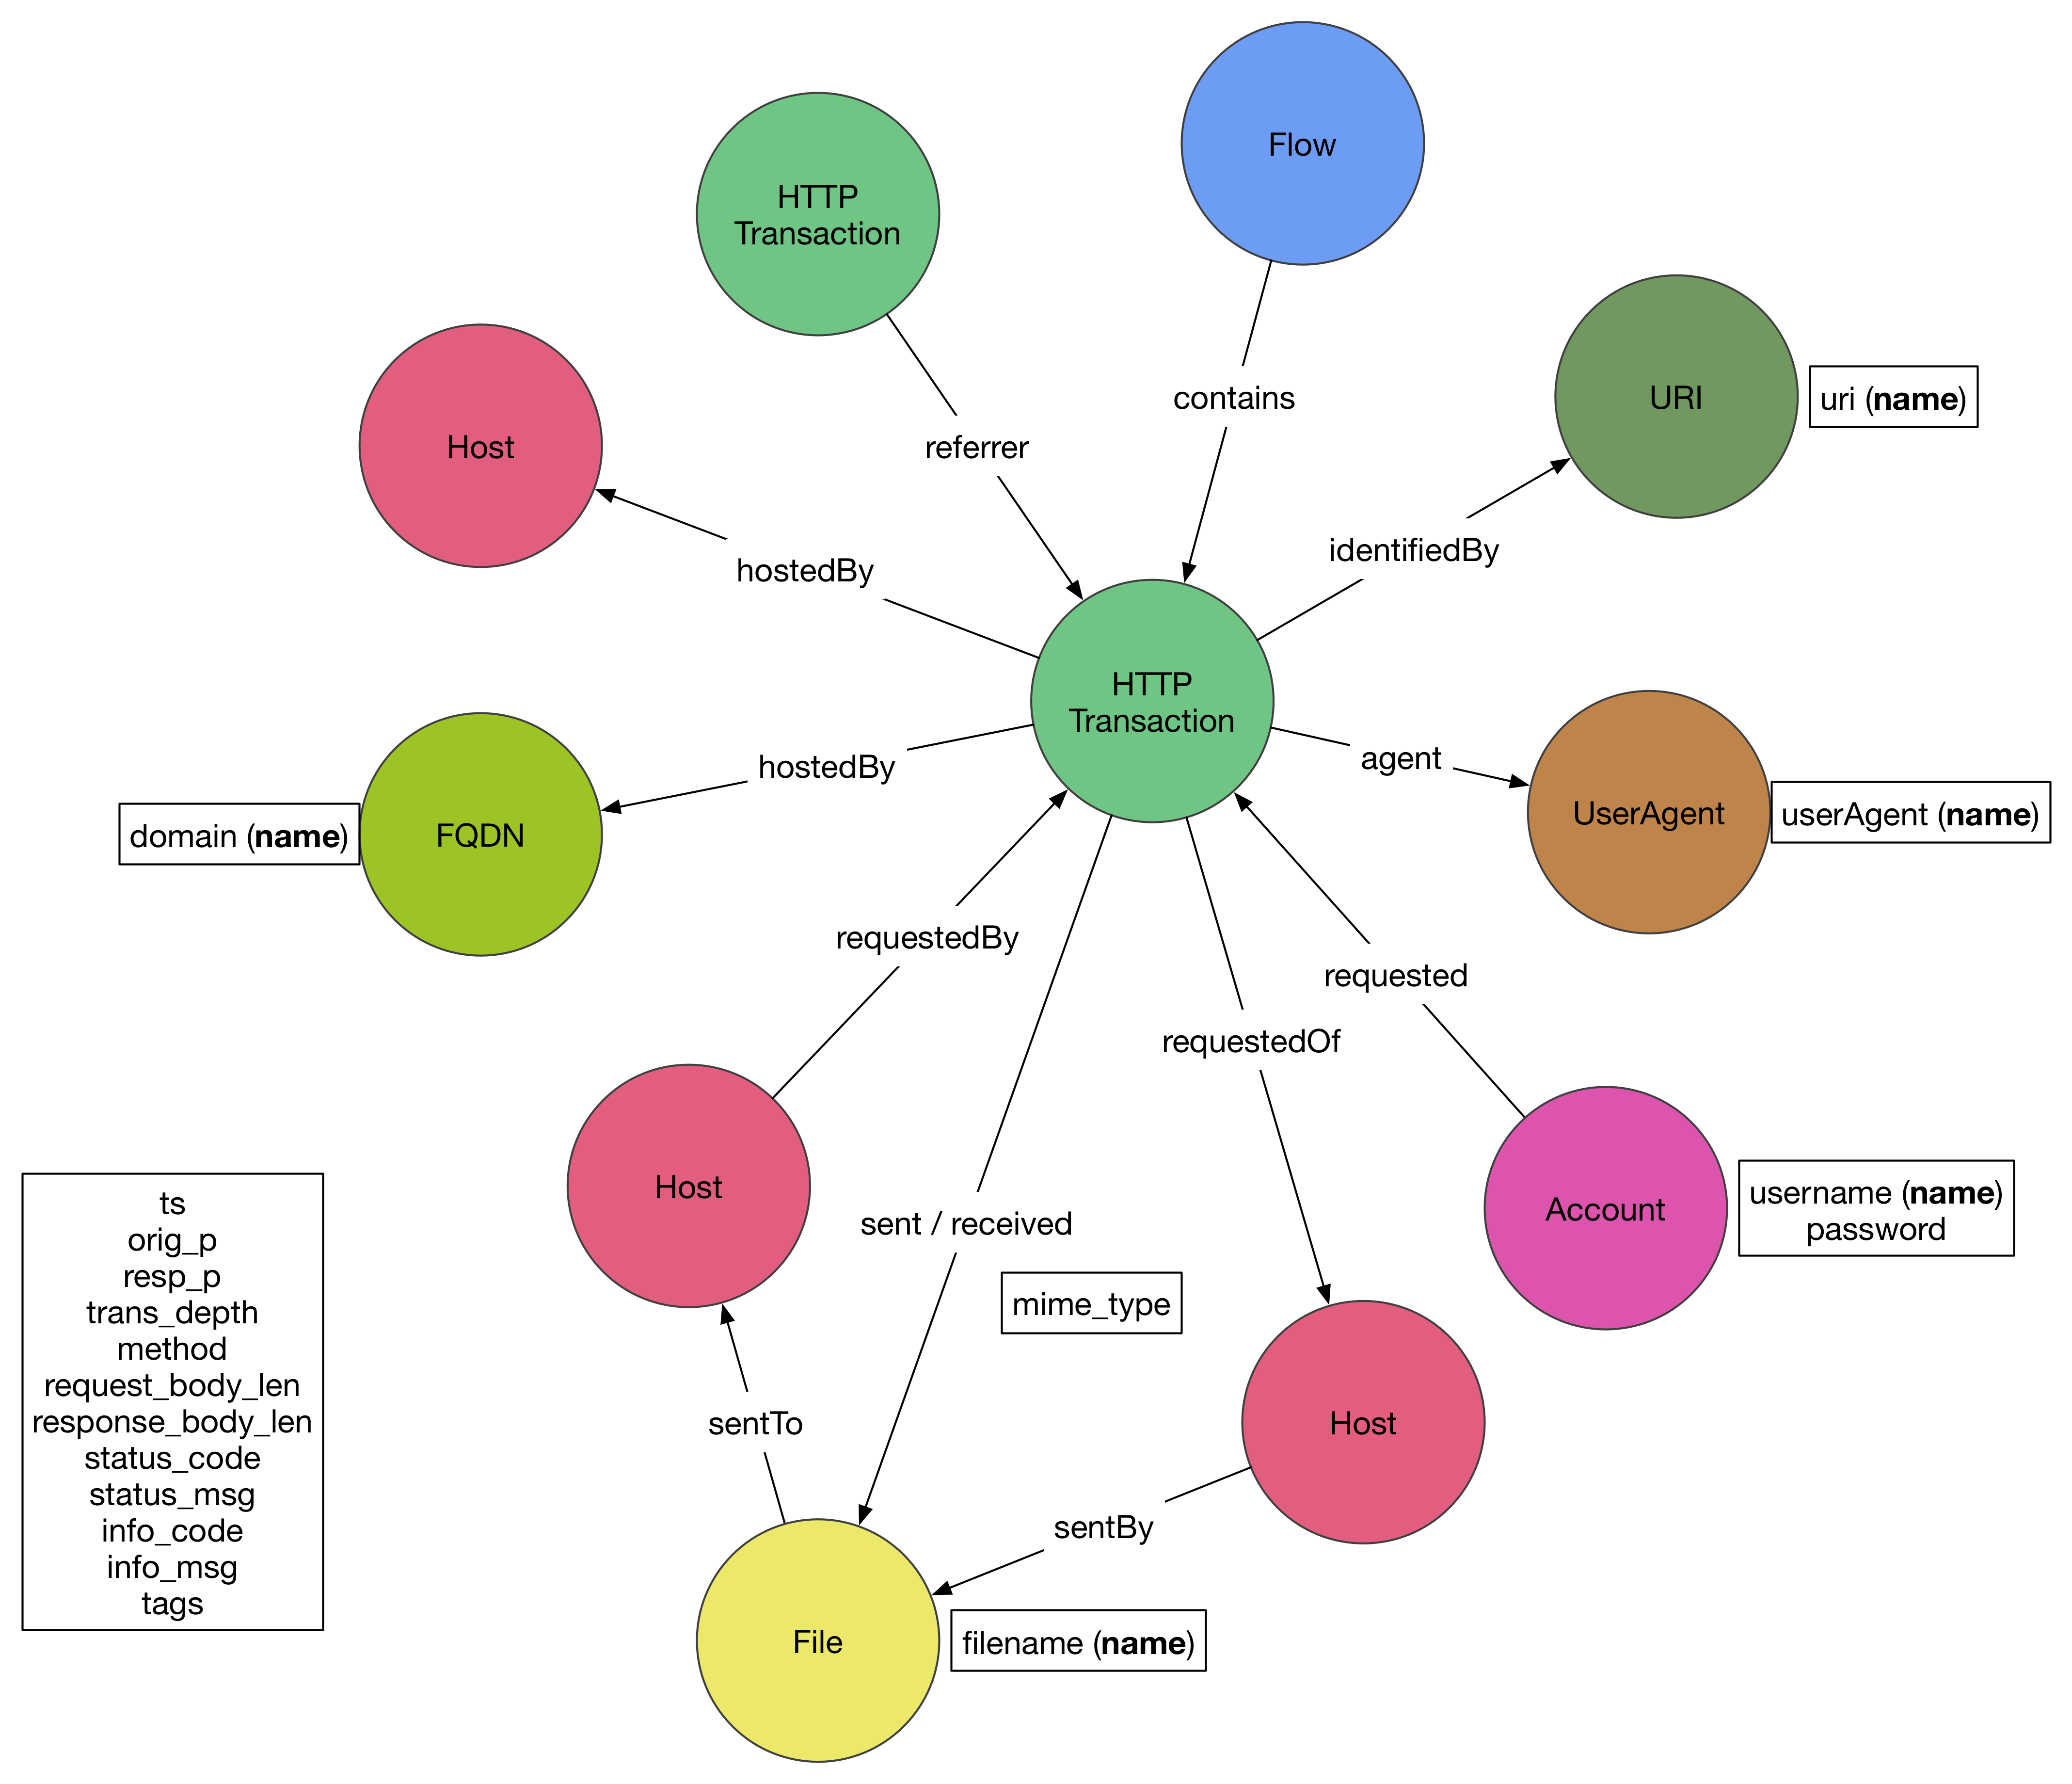 Flow
HTTP
Transaction
URI
uri (name)
contains
referrer
Host
identifiedBy
hostedBy
HTTP
Transaction
agent
hostedBy
UserAgent
userAgent (name)
domain (name)
FQDN
requestedBy
requested
requestedOf
Host
Account
username (name)
password
sent / received
mime_type
ts
orig_p
resp_p
trans_depth
method
request_body_len
response_body_len
status_code
status_msg
info_code
info_msg
tags
sentTo
Host
sentBy
File
filename (name)